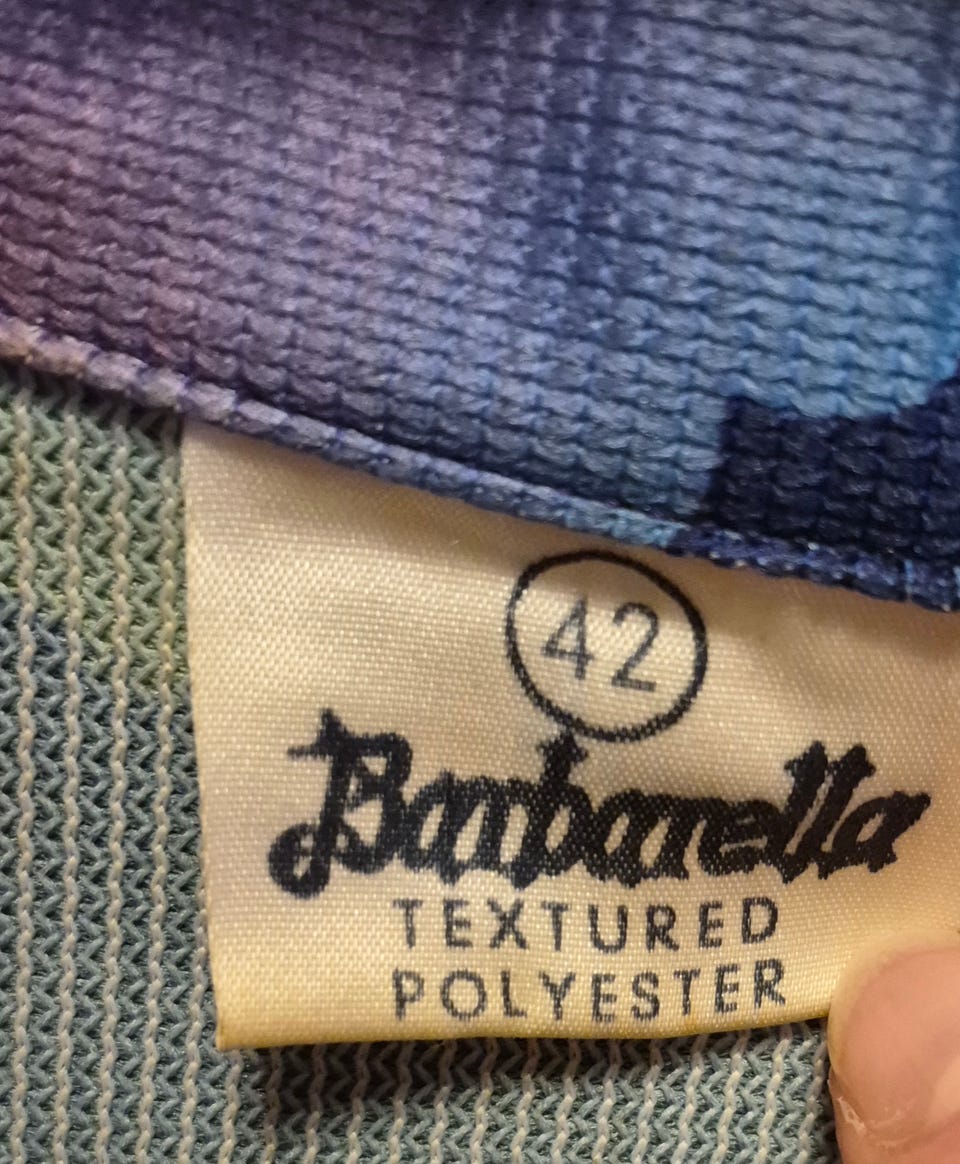 42
Barbarella
TEXTURED
POLYESTER